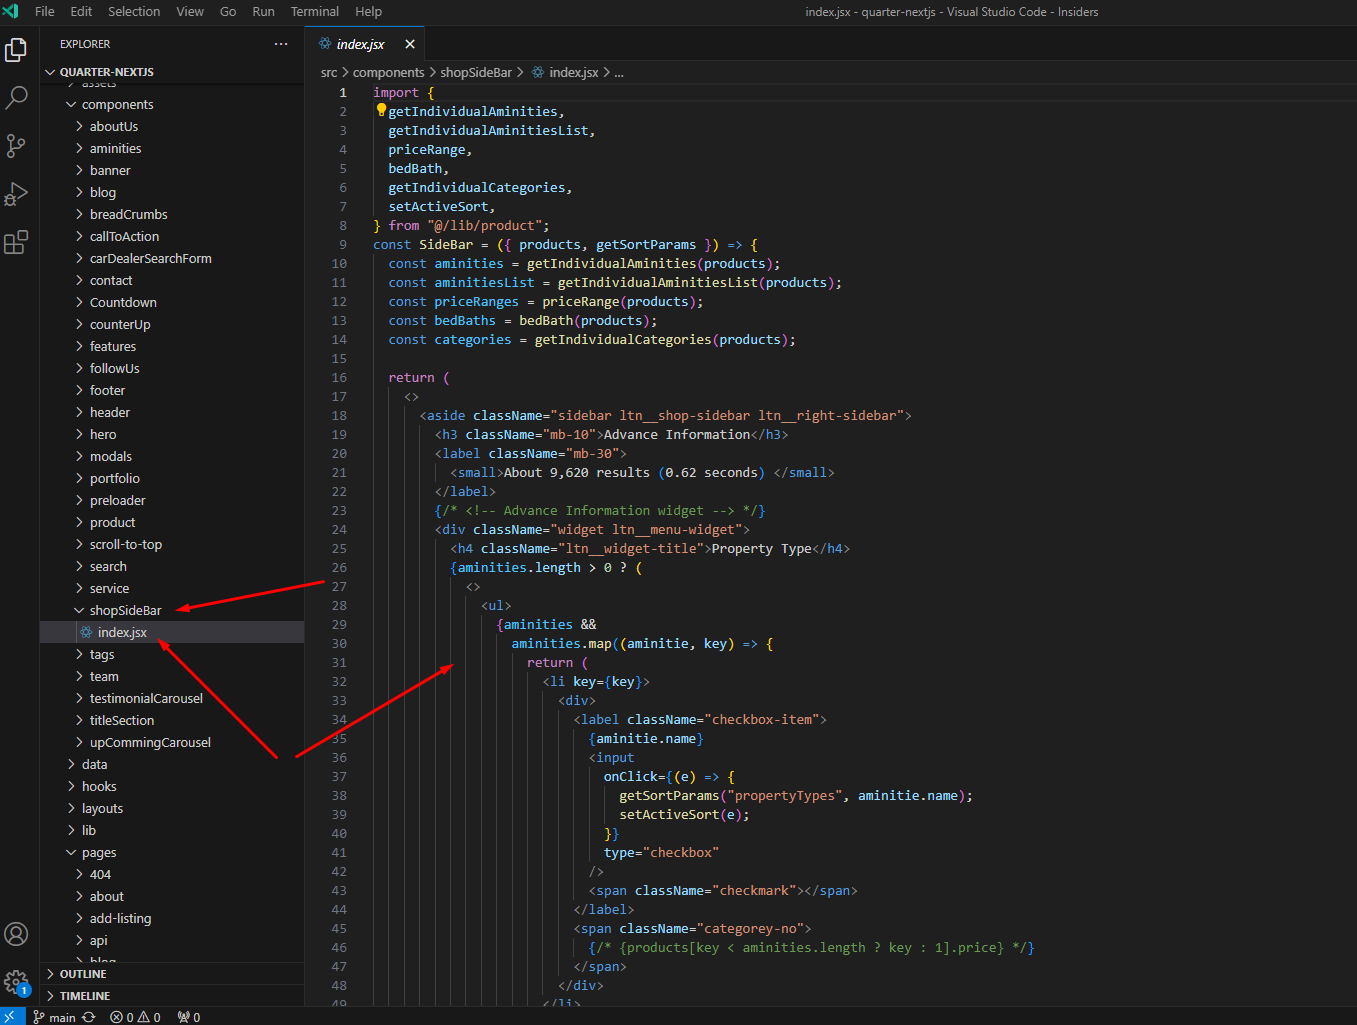 File Edit Selection View Go Run Terminal Help
index.jsx - quarter-nextjs - Visual Studio Code - Insiders
EXPLORER
QUARTER-NEXTJS
assets
components
aboutUs
aminities
banner
blog
breadCrumbs
callToAction
carDealerSearchForm
contact
Countdown
counterUp
features
followUs
footer
header
hero
modals
portfolio
preloader
product
scroll-to-top
search
service
shopSideBar
index.jsx
tags
team
testimonialCarousel
titleSection
upCommingCarousel
data
hooks
layouts
lib
pages
404
about
add-listing
api
blog
OUTLINE
TIMELINE
index.jsx
src > components > shopSideBar > index.jsx > ...
1 import {
2 getIndividualAminities,
3 getIndividualAminitiesList,
4 priceRange,
5 bedBath,
6 getIndividualCategories,
7 setActiveSort,
8 } from "@/lib/product";
9 const SideBar = ({ products, getSortParams }) => {
10 const aminities = getIndividualAminities(products);
11 const aminitiesList = getIndividualAminitiesList(products);
12 const priceRanges = priceRange(products);
13 const bedBaths = bedBath(products);
14 const categories = getIndividualCategories(products);
15
16 return (
17 <>
18 <aside className="sidebar ltn__shop-sidebar ltn__right-sidebar">
19 <h3 className="mb-10">Advance Information</h3>
20 <label className="mb-30">
21 <small>About 9,620 results (0.62 seconds) </small>
22 </label>
23 {/* <!-- Advance Information widget --> */}
24 <div className="widget ltn__menu-widget">
25 <h4 className="ltn__widget-title">Property Type</h4>
26 {aminities.length > 0 ? (
27 <>
28 <ul>
29 {aminities &&
30 aminities.map((aminitie, key) => {
31 return (
32 <li key={key}>
33 <div>
34 <label className="checkbox-item">
35 {aminitie.name}
36 <input
37 onClick={(e) => {
38 getSortParams("propertyTypes", aminitie.name);
39 setActiveSort(e);
40 }}
41 type="checkbox"
42 />
43 <span className="checkmark"></span>
44 </label>
45 <span className="categorey-no">
46 {/* {products[key < aminities.length ? key : 1].price} */}
47 </span>
48 </div>
49 </li>
1
main 0 0 0